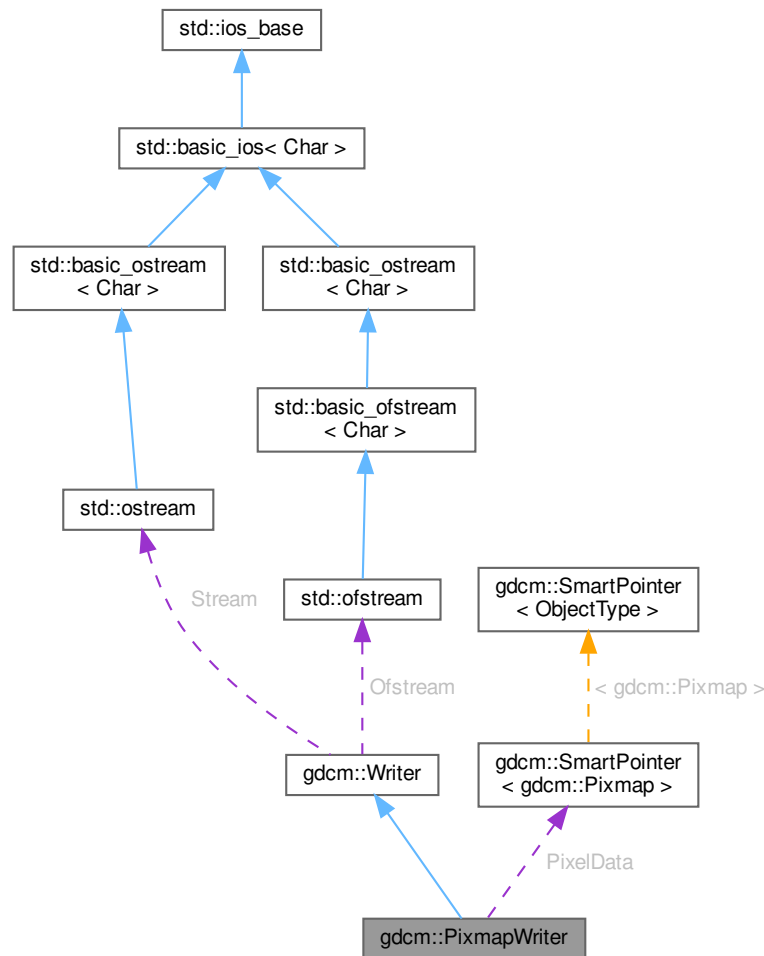 std::ios_base
std::basic_ios< Char >
std::basic_ostream
< Char >
std::basic_ostream
< Char >
std::basic_ofstream
< Char >
std::ostream
std::ofstream
gdcm::SmartPointer
< ObjectType >
Stream
Ofstream
< gdcm::Pixmap >
gdcm::Writer
gdcm::SmartPointer
< gdcm::Pixmap >
PixelData
gdcm::PixmapWriter